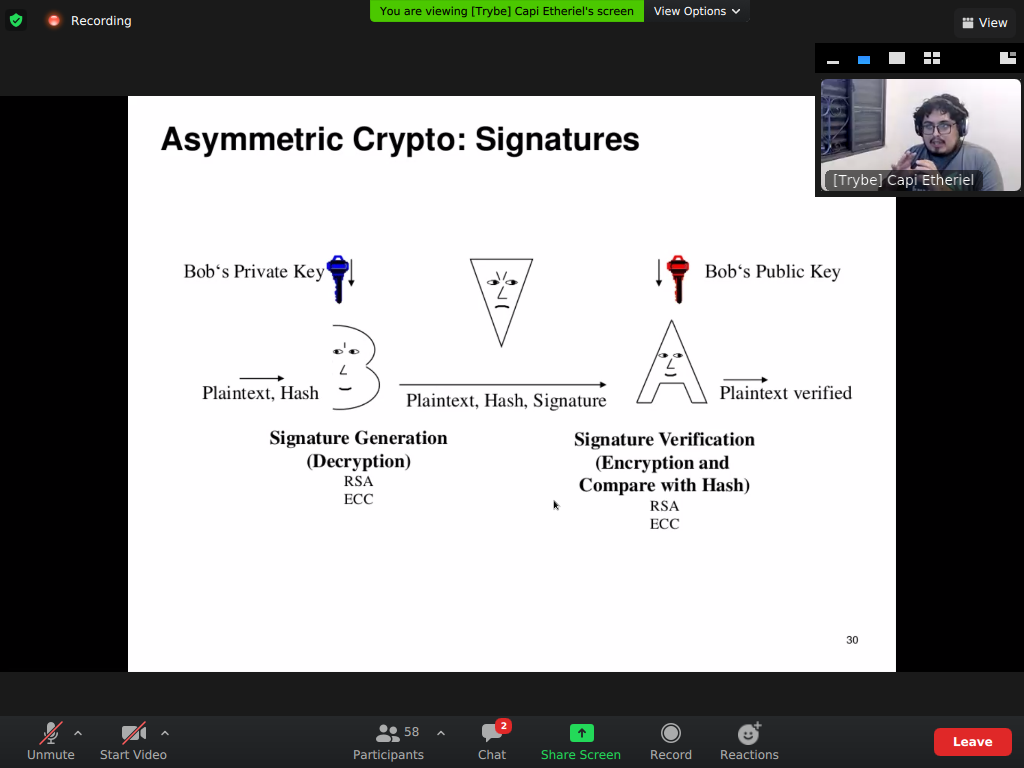 You are viewing [Trybe] Capi Etheriel's screen
View Options
Recording
View
[Trybe] Capi Etheriel
Asymmetric Crypto: Signatures
Bob‘s Private Key
Bob‘s Public Key
Plaintext, Hash
Plaintext, Hash, Signature
Plaintext verified
Signature Generation
(Decryption)
RSA
ECC
Signature Verification
(Encryption and
Compare with Hash)
RSA
ECC
30
Unmute
Start Video
58
Participants
2
Chat
Share Screen
Record
Reactions
Leave